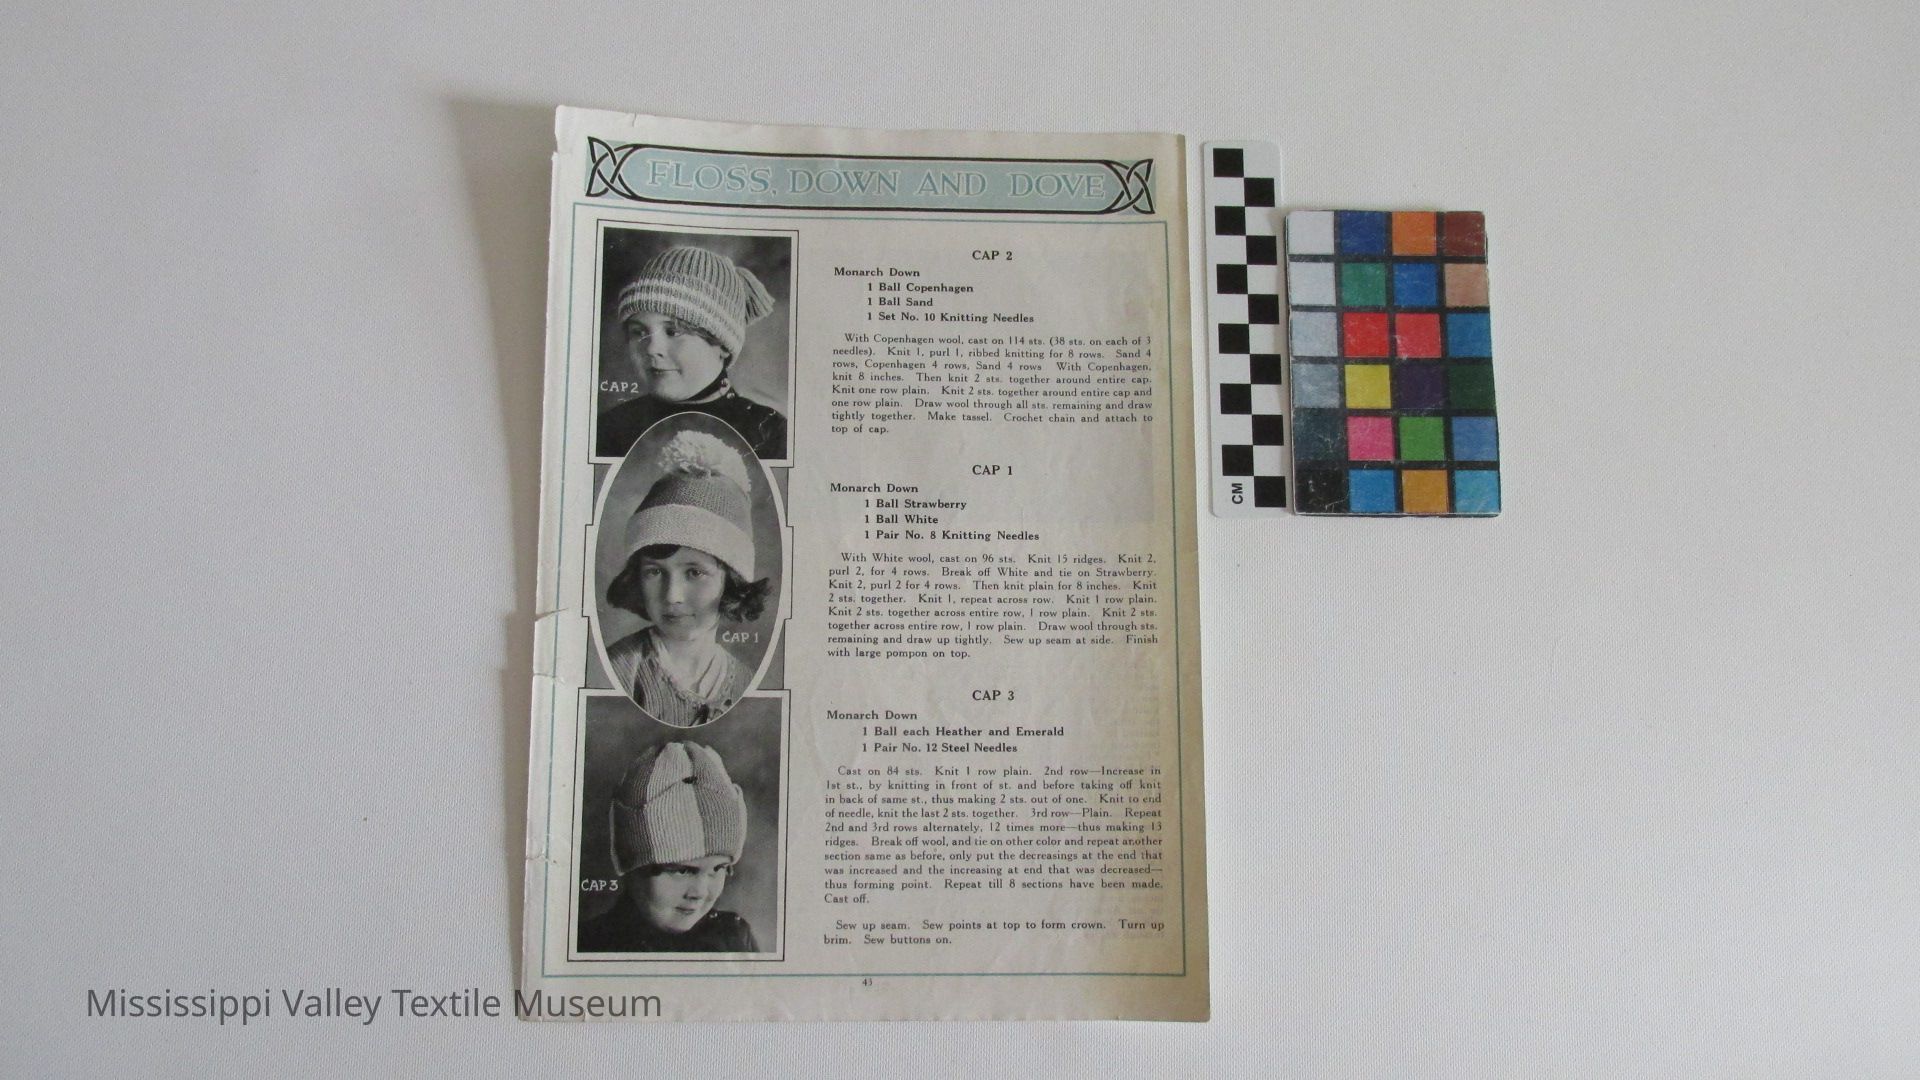 FLOSS, DOWN AND DOVE
CAP 2
CAP 1
CAP 3
CAP 2
Monarch Down
1 Ball Copenhagen
1 Ball Sand
1 Set No. 10 Knitting Needles
With Copenhagen wool, cast on 114 sts. (38 sts. on each of 3
needles). Knit 1, purl 1, ribbed knitting for 8 rows. Sand 4
rows, Copenhagen 4 rows, Sand 4 rows With Copenhagen,
knit 8 inches. Then knit 2 sts. together around entire cap.
Knit one row plain. Knit 2 sts. together around entire cap and
one row plain. Draw wool through all sts. remaining and draw
tightly together. Make tassel. Crochet chain and attach to
top of cap.
CAP 1
Monarch Down
1 Ball Strawberry
1 Ball White
1 Pair No. 8 Knitting Needles
With White wool, cast on 96 sts. Knit 15 ridges. Knit 2,
purl 2, for 4 rows. Break off White and tie on Strawberry.
Knit 2, purl 2 for 4 rows. Then knit plain for 8 inches. Knit
2 sts. together. Knit 1, repeat across row. Knit 1 row plain.
Knit 2 sts. together across entire row, 1 row plain. Knit 2 sts.
together across entire row, 1 row plain. Draw wool through sts.
remaining and draw up tightly. Sew up seam at side. Finish
with large pompon on top.
CAP 3
Monarch Down
1 Ball each Heather and Emerald
1 Pair No. 12 Steel Needles
Cast on 84 sts. Knit 1 row plain. 2nd row—Increase in
1st st., by knitting in front of st. and before taking off knit
in back of same st., thus making 2 sts. out of one. Knit to end
of needle, knit the last 2 sts. together. 3rd row—Plain. Repeat
2nd and 3rd rows alternately, 12 times more—thus making 13
ridges. Break off wool, and tie on other color and repeat another
section same as before, only put the decreasings at the end that
was increased and the increasing at end that was decreased—
thus forming point. Repeat till 8 sections have been made.
Cast off.
Sew up seam. Sew points at top to form crown. Turn up
brim. Sew buttons on.
43
CM
Mississippi Valley Textile Museum